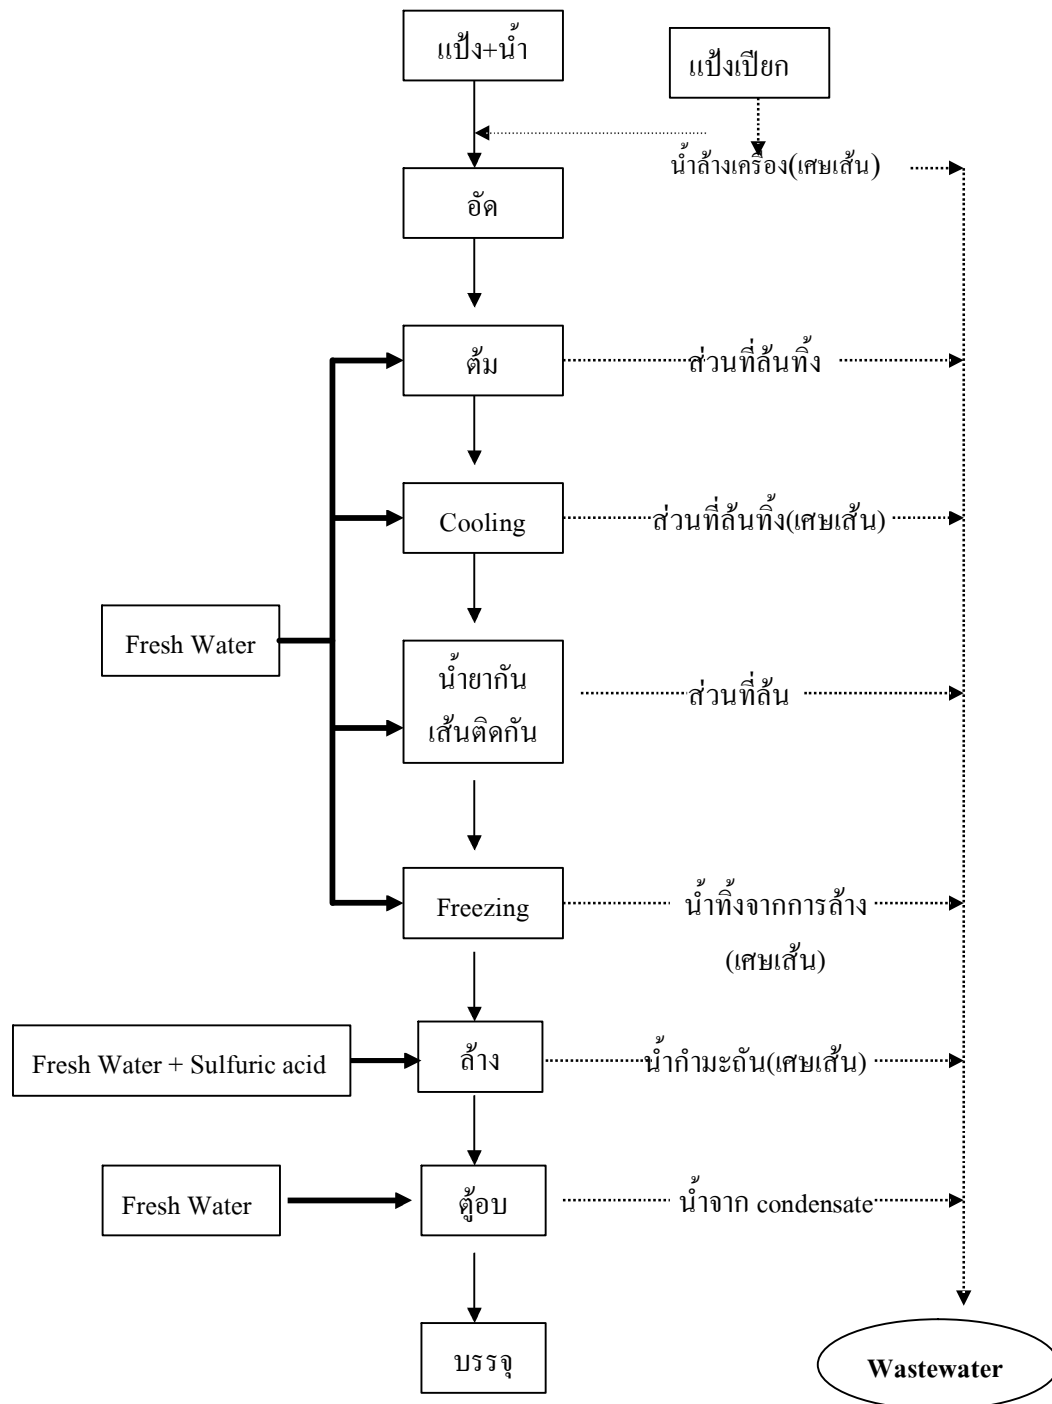 แป้ง+น้ำ
แป้งเปียก
น้ำล้างเครื่อง(เศษเส้น)
อัด
ต้ม
ส่วนที่ล้นทิ้ง
Cooling
ส่วนที่ล้นทิ้ง(เศษเส้น)
Fresh Water
น้ำยากัน
เส้นติดกัน
ส่วนที่ล้น
Freezing
น้ำทิ้งจากการล้าง
(เศษเส้น)
Fresh Water + Sulfuric acid
ล้าง
น้ำกำมะถัน(เศษเส้น)
Fresh Water
ตู้อบ
น้ำจาก condensate
บรรจุ
Wastewater